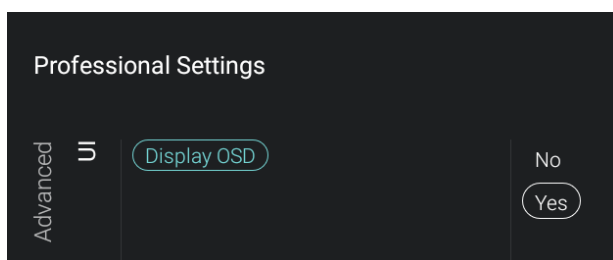 Professional Settings
Advanced
UI
Display OSD
No
Yes